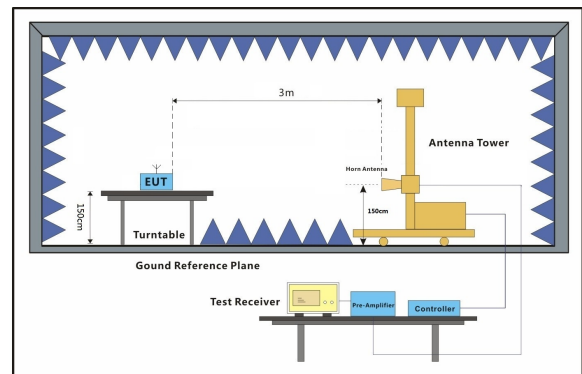 3m
Antenna Tower
Horn Antenna
EUT
150cm
150cm
Turntable
Gound Reference Plane
Test Receiver
Pre-Amplifier
Controller